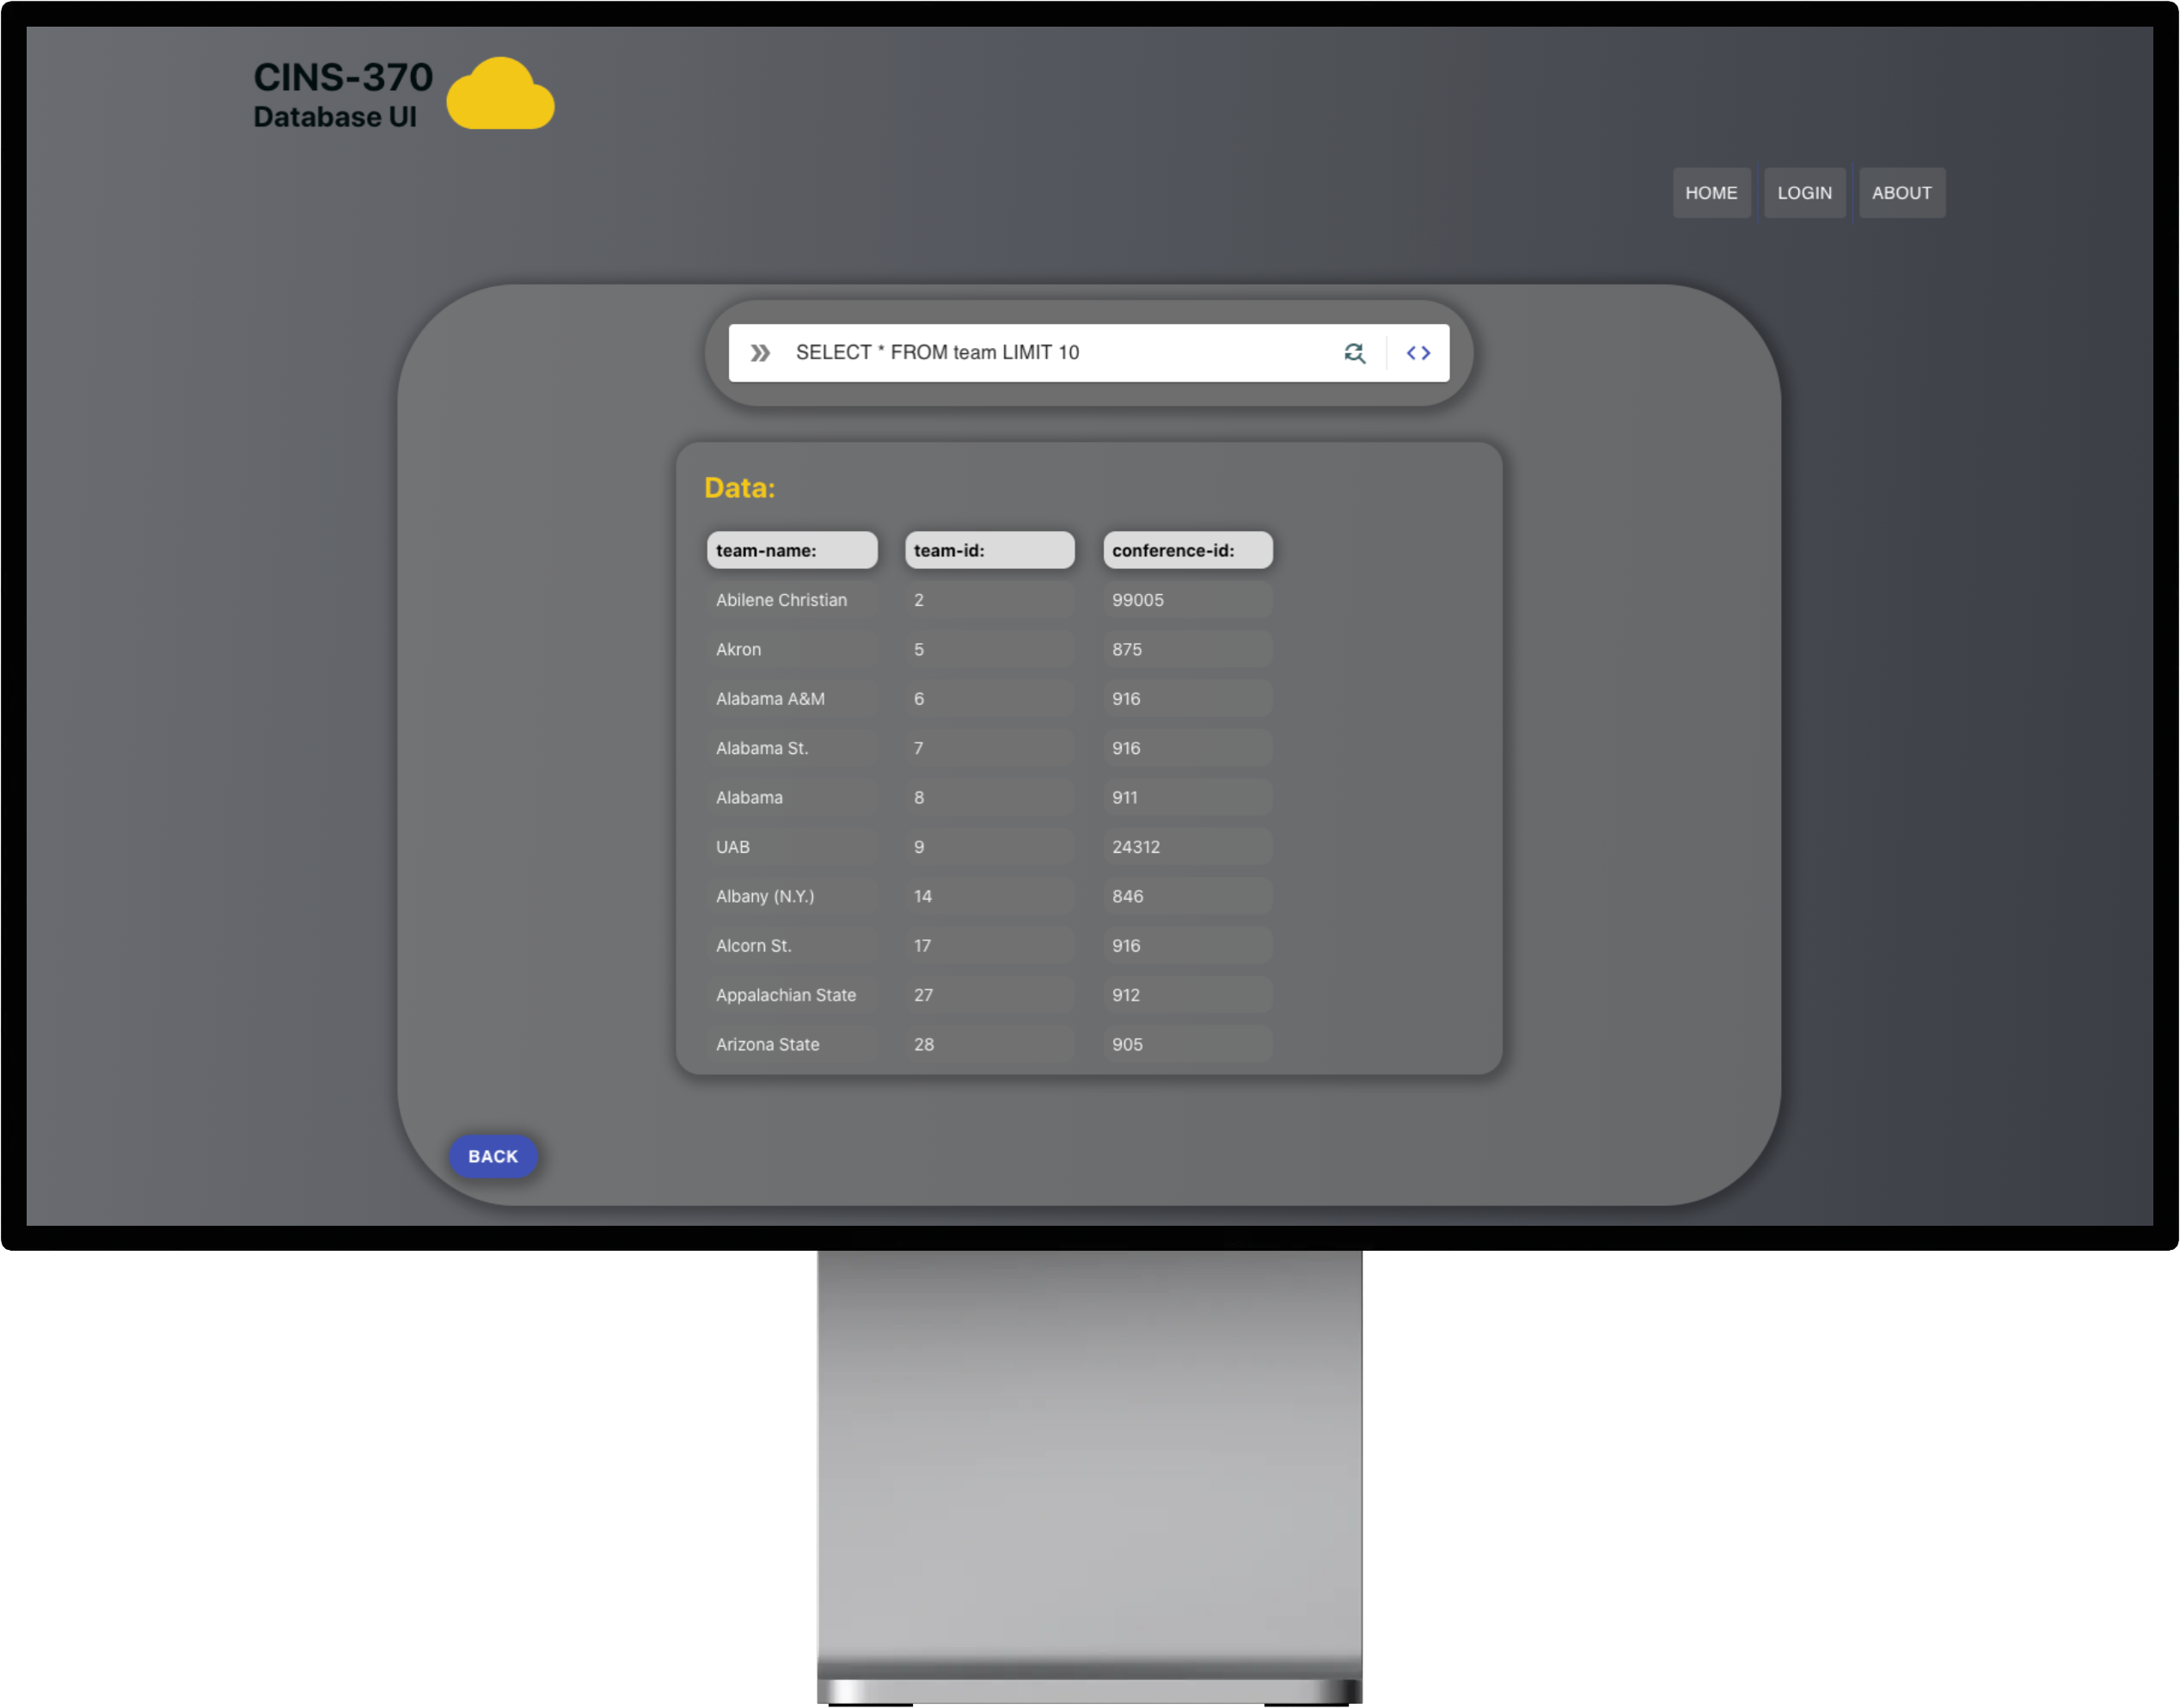 CINS-370
Database UI
HOME LOGIN ABOUT
SELECT * FROM team LIMIT 10
Data:
team-name: team-id: conference-id:
Abilene Christian 2 99005
Akron 5 875
Alabama A&M 6 916
Alabama St. 7 916
Alabama 8 911
UAB 9 24312
Albany (N.Y.) 14 846
Alcorn St. 17 916
Appalachian State 27 912
Arizona State 28 905
BACK